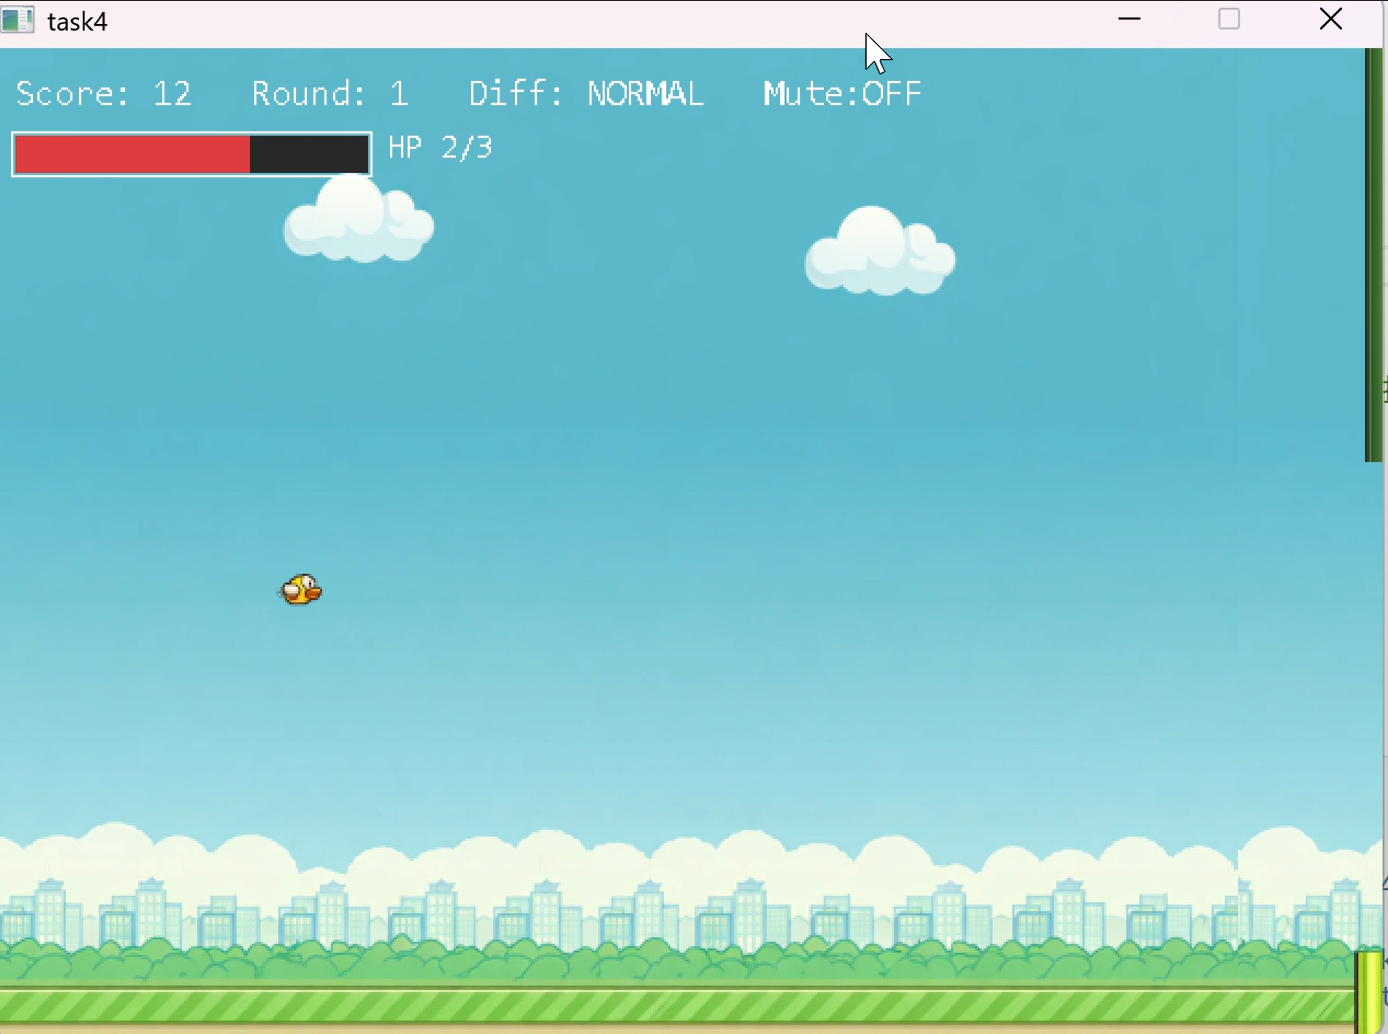 task4
Score: 12 Round: 1 Diff: NORMAL Mute:OFF
HP 2/3